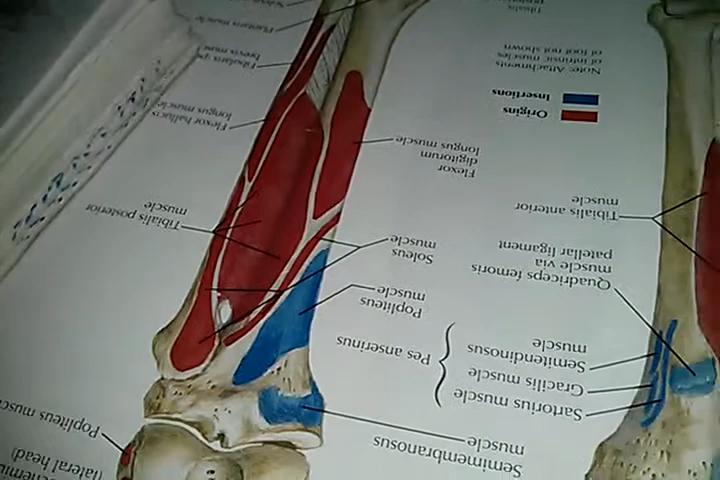 Semimembranosus
muscle
Sartorius muscle
Gracilis muscle
Semitendinosus
muscle
Pes anserinus
Quadriceps femoris
muscle via
patellar ligament
Tibialis anterior
muscle
Popliteus
muscle
Soleus
muscle
Flexor
digitorum
longus muscle
Origins
Insertions
Note: Attachments
of intrinsic muscles
of foot not shown
Tibialis
(lateral head)
Popliteus musc
Tibialis posterior
muscle
Flexor hallucis
longus muscle